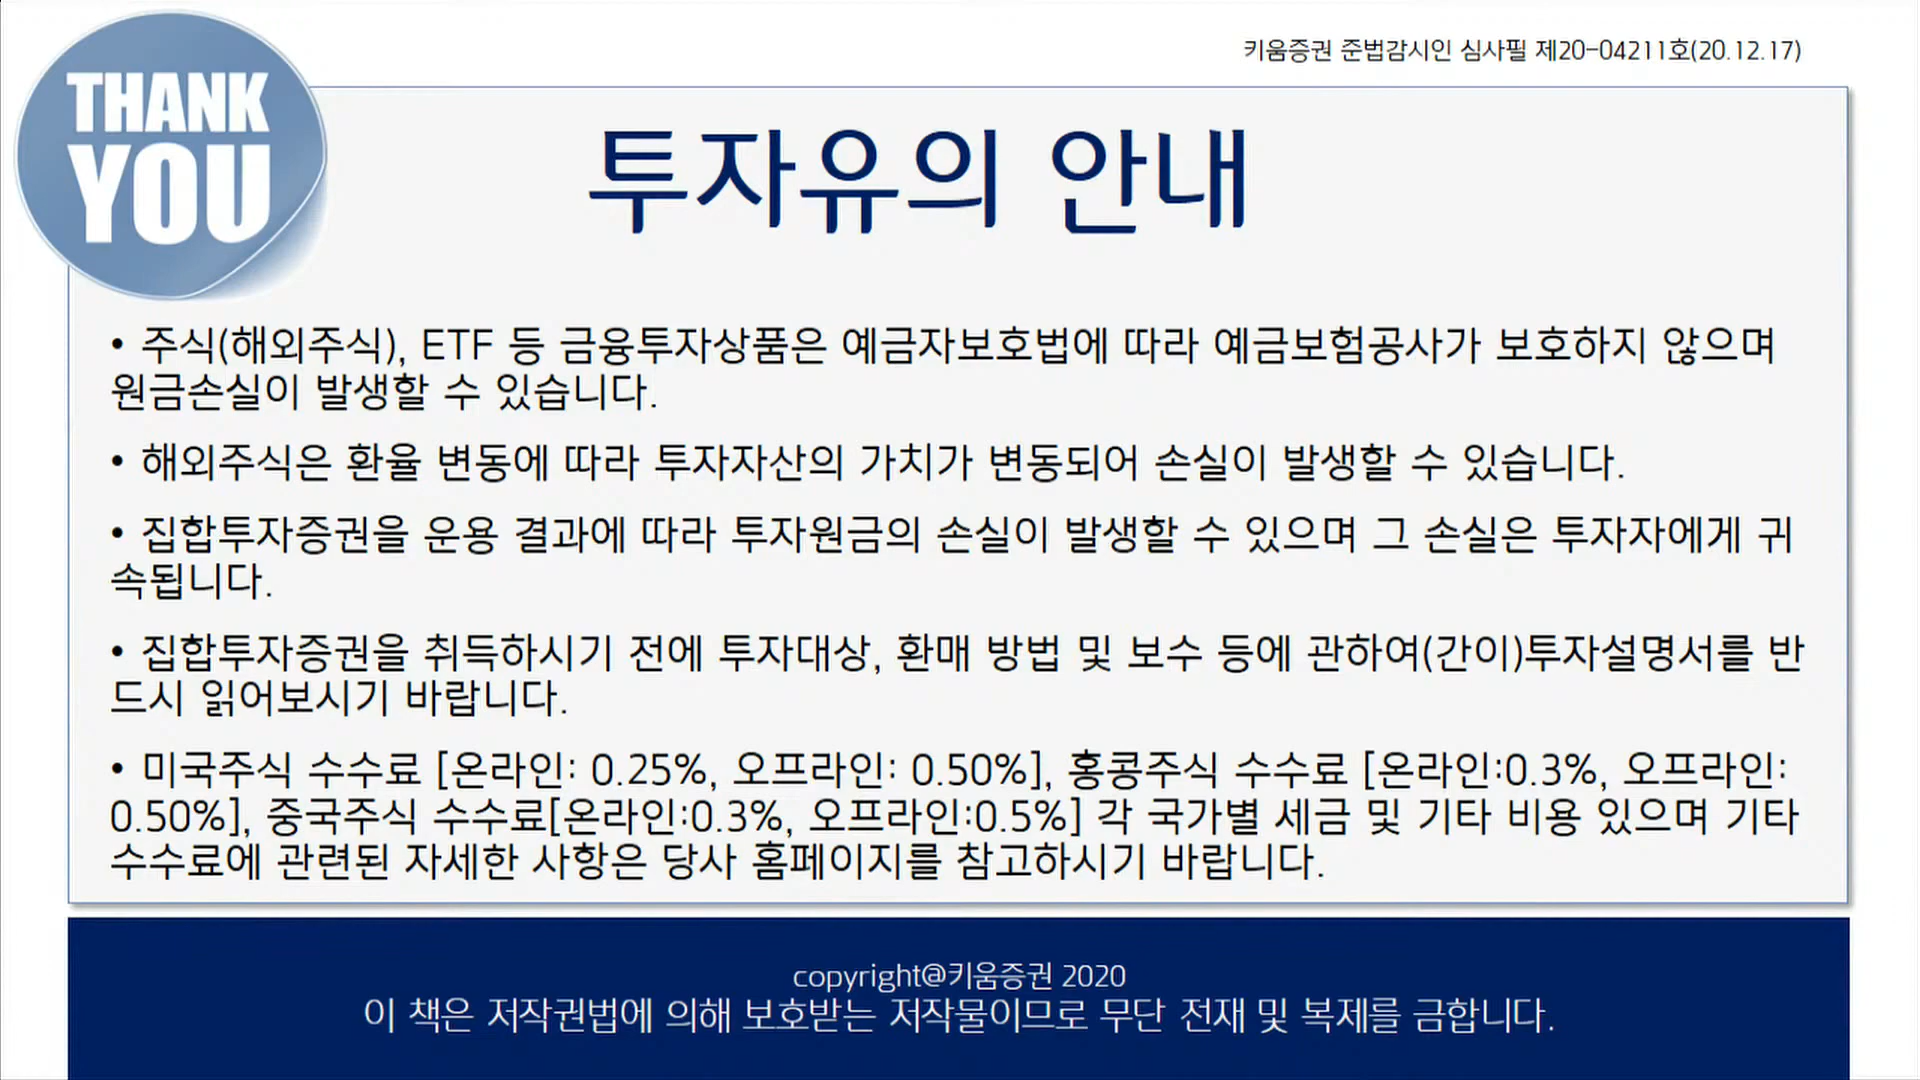 키움증권 준법감시인 심사필 제20-04211호(20.12.17)
THANK
YOU
투자유의 안내
• 주식(해외주식), ETF 등 금융투자상품은 예금자보호법에 따라 예금보험공사가 보호하지 않으며
원금손실이 발생할 수 있습니다.
• 해외주식은 환율 변동에 따라 투자자산의 가치가 변동되어 손실이 발생할 수 있습니다.
• 집합투자증권을 운용 결과에 따라 투자원금의 손실이 발생할 수 있으며 그 손실은 투자자에게 귀
속됩니다.
• 집합투자증권을 취득하시기 전에 투자대상, 환매 방법 및 보수 등에 관하여(간이)투자설명서를 반
드시 읽어보시기 바랍니다.
• 미국주식 수수료 [온라인: 0.25%, 오프라인: 0.50%], 홍콩주식 수수료 [온라인:0.3%, 오프라인:
0.50%], 중국주식 수수료[온라인:0.3%, 오프라인:0.5%] 각 국가별 세금 및 기타 비용 있으며 기타
수수료에 관련된 자세한 사항은 당사 홈페이지를 참고하시기 바랍니다.
copyright@키움증권 2020
이 책은 저작권법에 의해 보호받는 저작물이므로 무단 전재 및 복제를 금합니다.